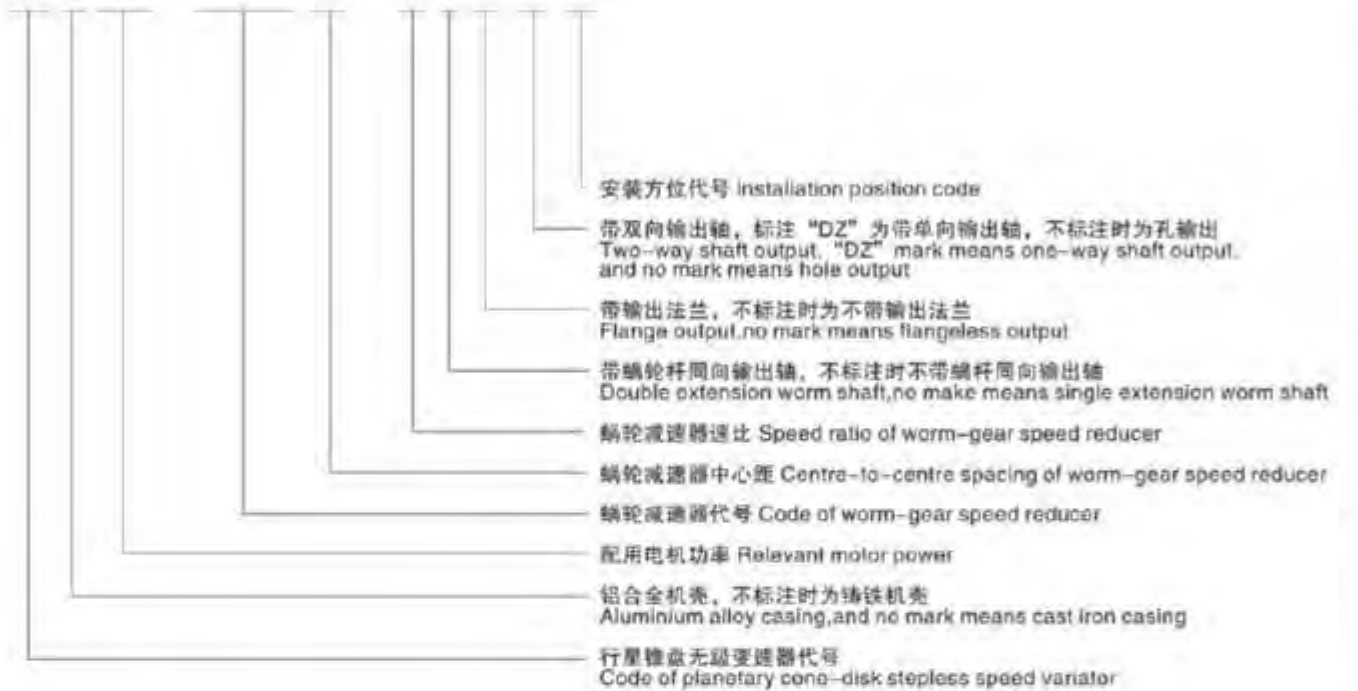 安装方位代号 Installation position code
带双向输出轴，标注“DZ”为带单向输出轴，不标注时为孔输出
Two-way shaft output, “DZ” mark means one-way shaft output,
and no mark means hole output
带输出法兰，不标注时为不带输出法兰
Flange output,no mark means flangeless output
带蜗轮杆同向输出轴，不标注时不带蜗杆同向输出轴
Double extension worm shaft,no make means single extension worm shaft
蜗轮减速器速比 Speed ratio of worm-gear speed reducer
蜗轮减速器中心距 Centre-to-centre spacing of worm-gear speed reducer
蜗轮减速器代号 Code of worm-gear speed reducer
配用电机功率 Relevant motor power
铝合金机壳，不标注时为铸铁机壳
Aluminium alloy casing,and no mark means cast iron casing
行星锥盘无级变速器代号
Code of planetary cone-disk stepless speed variator